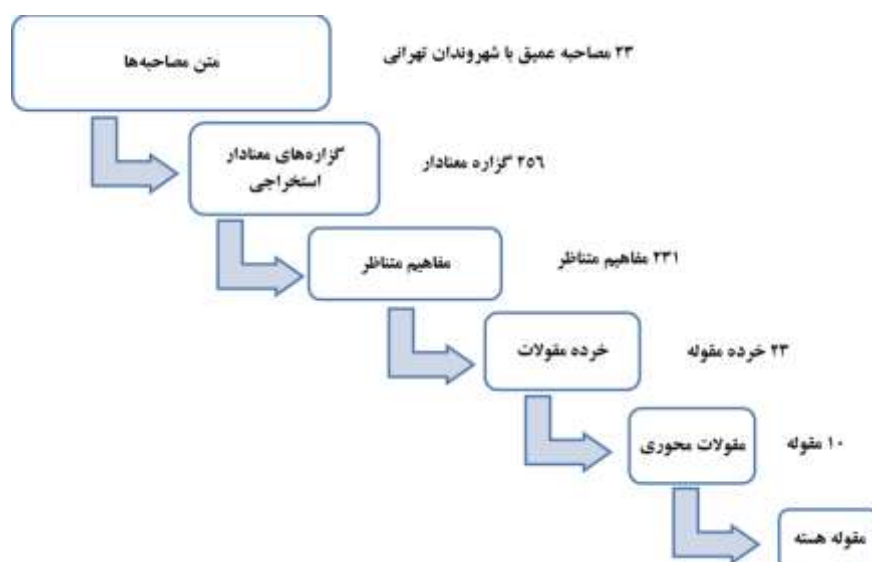 ۲۳ مصاحبه عمیق با شهروندان تهرانی
متن مصاحبه‌ها
۲۵۶ گزاره معنادار
گزاره‌های معنادار
استخراجی
۲۳۱ مفاهیم متناظر
مفاهیم متناظر
۲۳ خرده مقوله
خرده مقولات
۱۰ مقوله
مقولات محوری
مقوله هسته